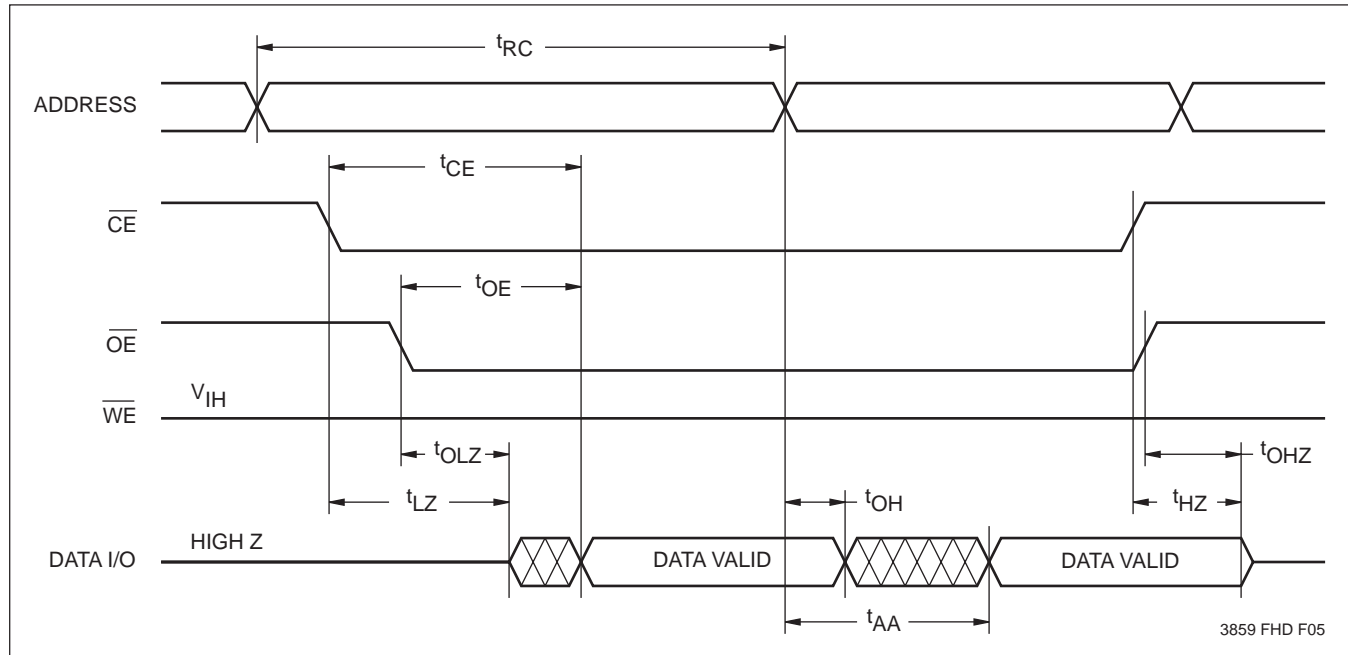 tRC
ADDRESS
tCE
CE
tOE
OE
VIH
WE
tOLZ
tOHZ
tLZ
tOH
tHZ
HIGH Z
DATA I/O
DATA VALID
DATA VALID
tAA
3859 FHD F05